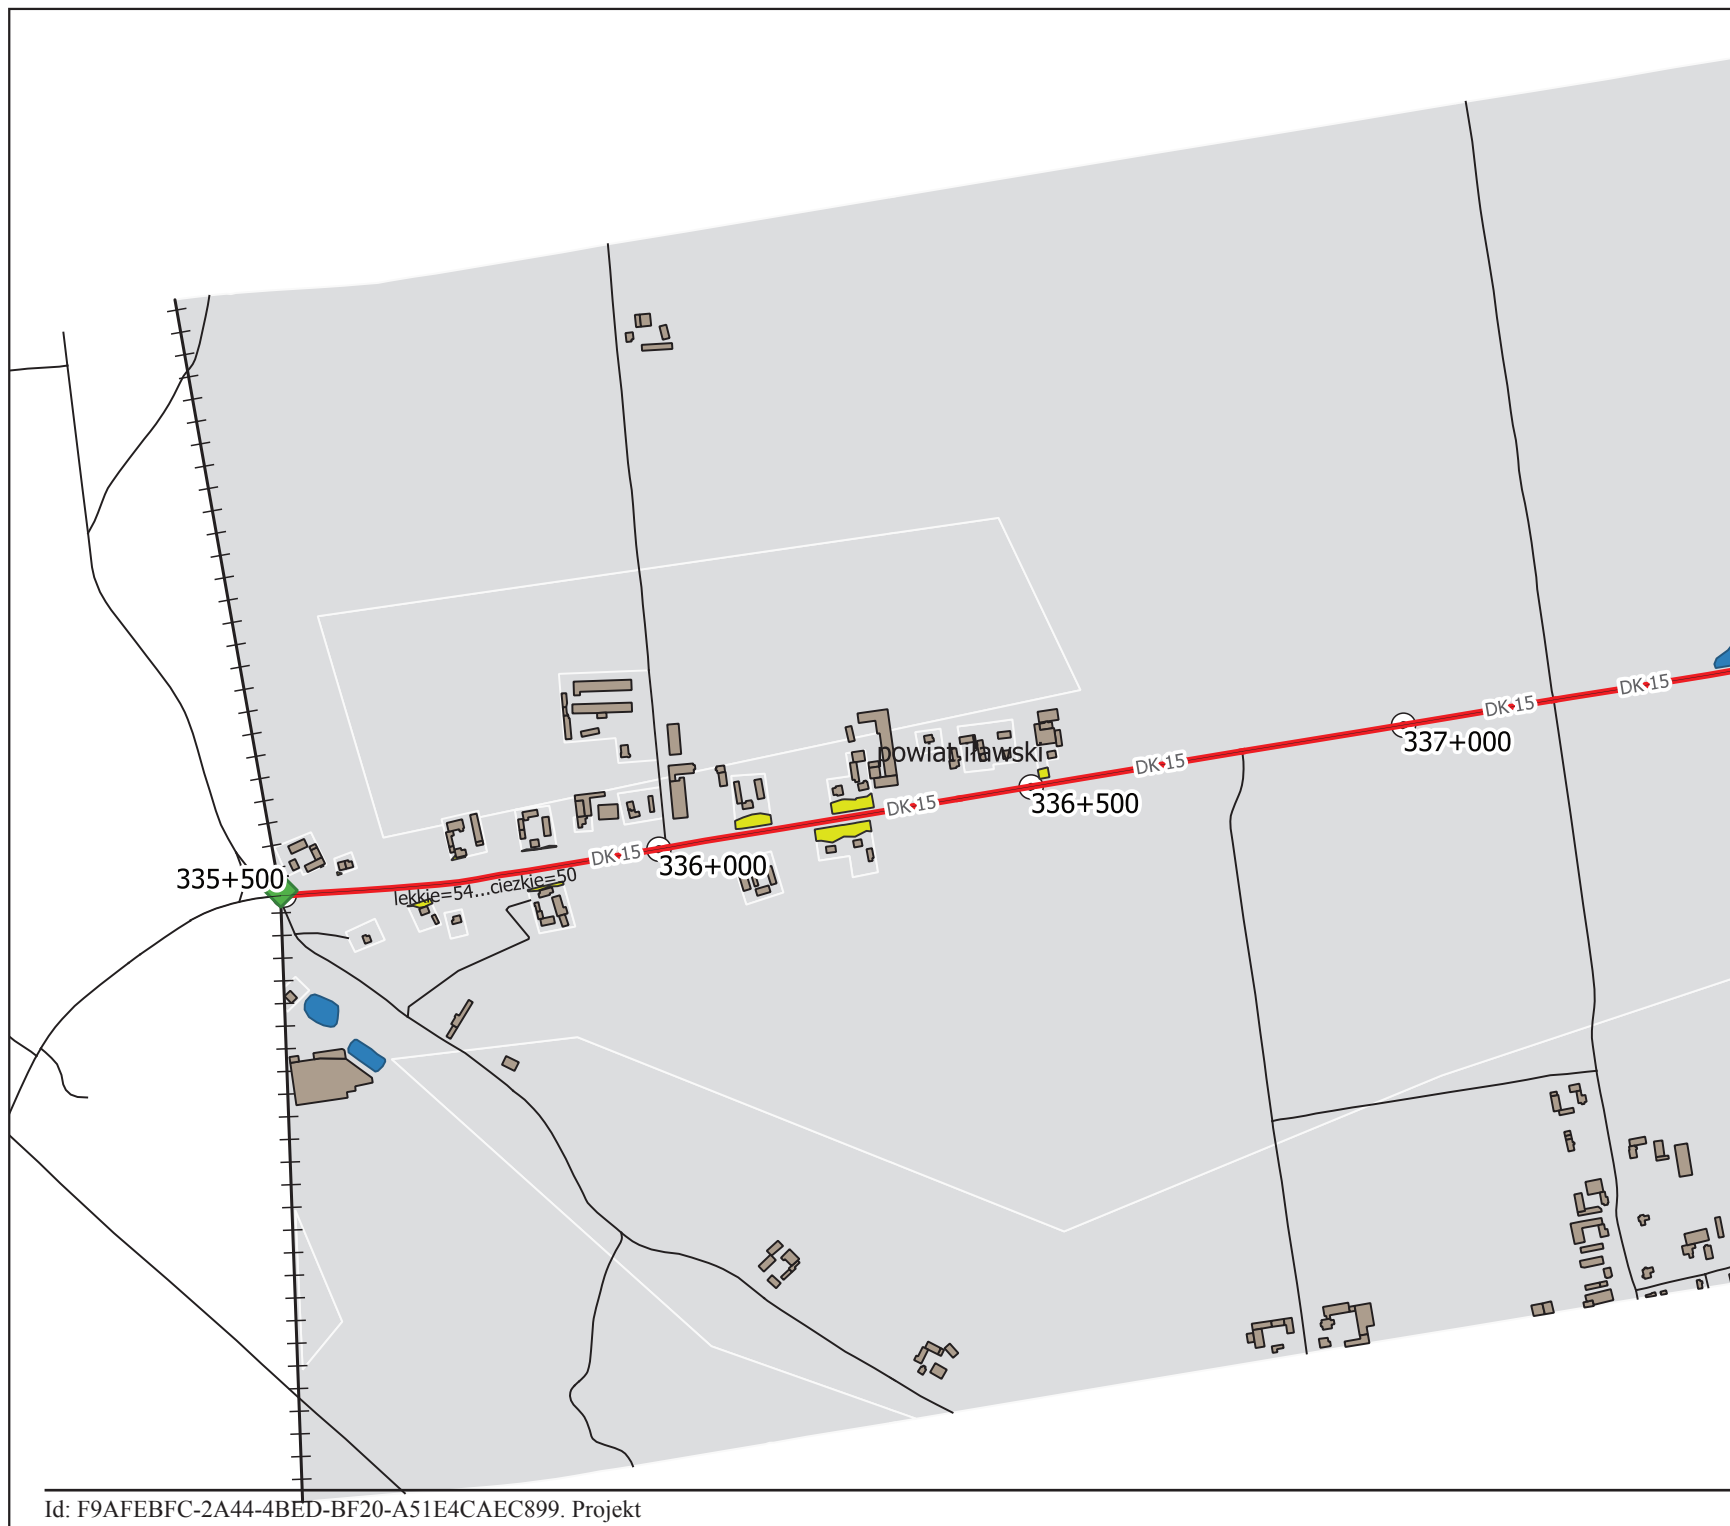 DK 15
DK 15
337+000
powiat iławski
DK 15
336+500
DK 15
DK 15
336+000
335+500
lekkie=54...ciezkie=50
Id: F9AFEBFC-2A44-4BED-BF20-A51E4CAEC899. Projekt